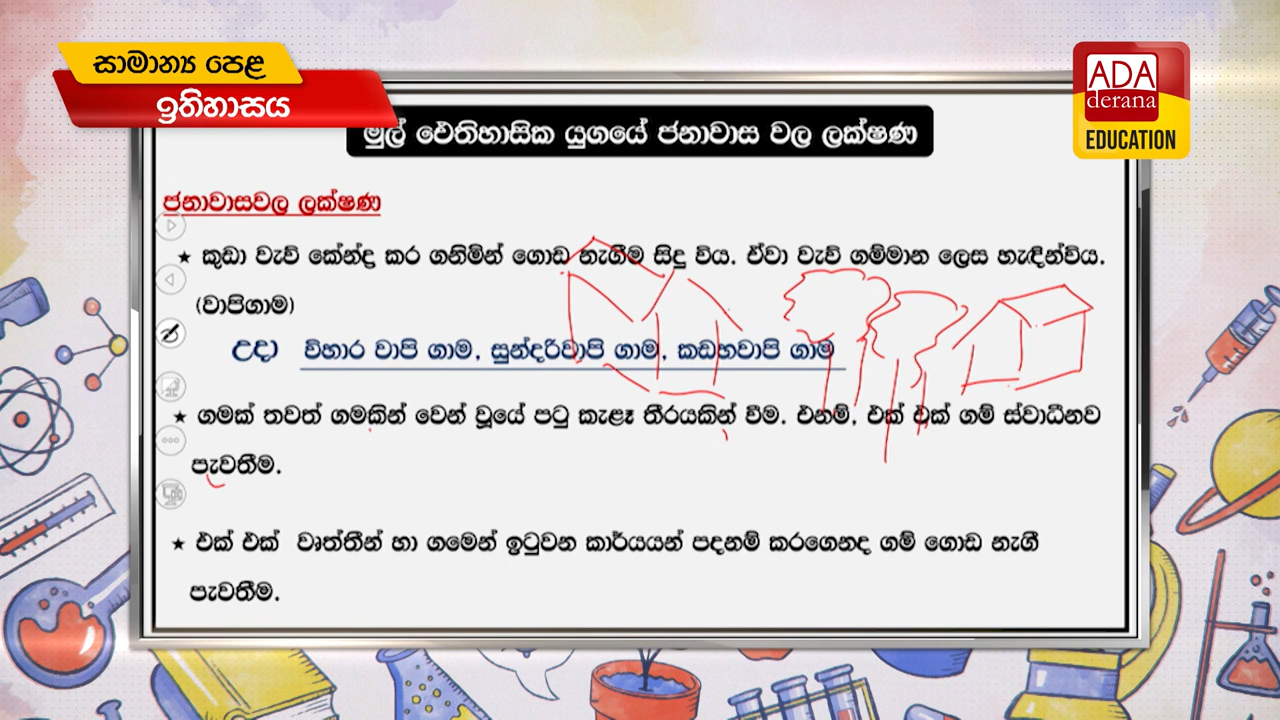 සාමාන්‍ය පෙළ
ඉතිහාසය
ADA
derana
EDUCATION
මුල් ඓතිහාසික යුගයේ ජනාවාස වල ලක්ෂණ
ජනාවාසවල ලක්ෂණ
★ කුඩා වැව් කේන්ද්‍ර කර ගනිමින් ගොඩ නැගීම සිදු විය. ඒවා වැව් ගම්මාන ලෙස හැඳින්විය.
(වාපිගාම)
උදා විහාර වාපි ගාම, සුන්දරිවාපි ගාම, කඩහවාපි ගාම
★ ගමක් තවත් ගමකින් වෙන් වූයේ පටු කැළෑ තීරයකින් වීම. එනම්, එක් එක් ගම් ස්වාධීනව
පැවතීම.
★ එක් එක් වෘත්තීන් හා ගමෙන් ඉටුවන කාර්යයන් පදනම් කරගෙනද ගම් ගොඩ නැගී
පැවතීම.